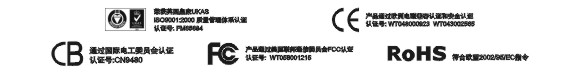 荣获英国皇家UKAS
ISO9001:2000 质量管理体系认证
认证号: FM65684
CE
产品通过欧洲电磁兼容认证和安全认证
认证号: WT046000923 WT043002565
CB
通过国际电工委员会认证
认证号:CN9480
FC
产品通过美国联邦通信委员会FCC认证
认证号: WT05B001215
RoHS
符合欧盟2002/95/EC指令